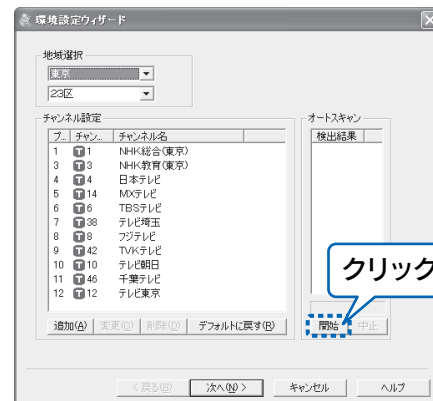 環境設定ウィザード
地域選択
東京
23区
チャンネル設定
プ... チャン... チャンネル名
1 T 1 NHK総合(東京)
3 T 3 NHK教育(東京)
4 T 4 日本テレビ
5 T 14 MXテレビ
6 T 6 TBSテレビ
7 T 38 テレビ埼玉
8 T 8 フジテレビ
9 T 42 TVKテレビ
10 T 10 テレビ朝日
11 T 46 千葉テレビ
12 T 12 テレビ東京
追加(A) 変更(C) 削除(D) デフォルトに戻す(R)
オートスキャン
検出結果
クリック
開始 中止
< 戻る(B) 次へ(N) > キャンセル ヘルプ